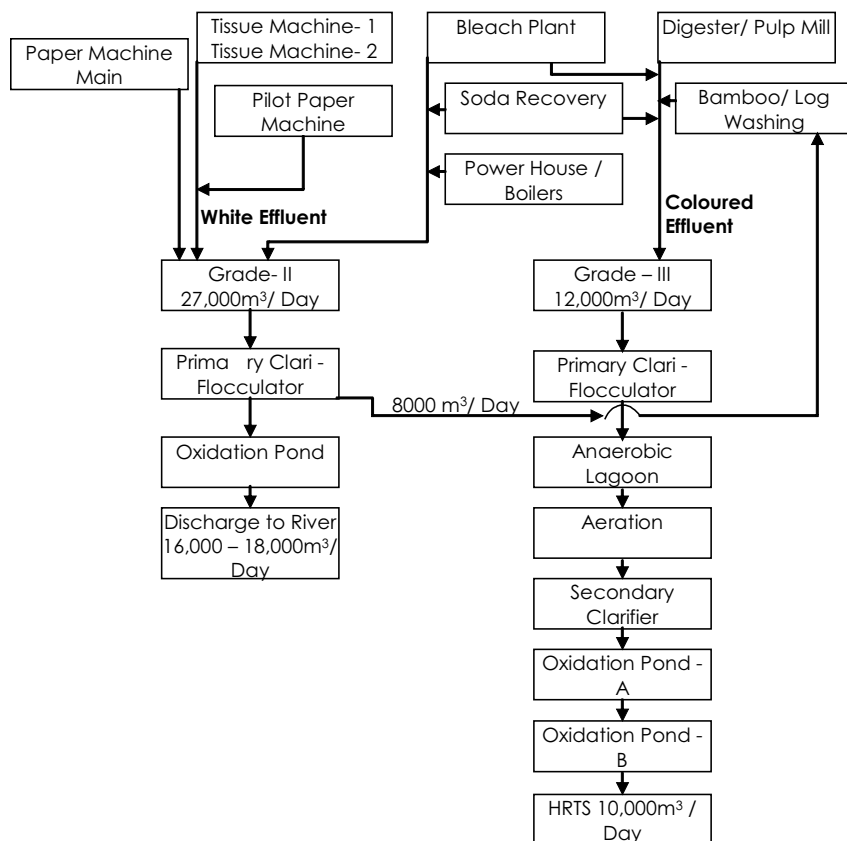 Tissue Machine- 1
Tissue Machine- 2
Bleach Plant
Digester/ Pulp Mill
Paper Machine
Main
Pilot Paper
Machine
Soda Recovery
Bamboo/ Log
Washing
Power House /
Boilers
White Effluent
Coloured
Effluent
Grade- II
27,000m³/ Day
Grade – III
12,000m³/ Day
Prima ry Clari -
Flocculator
Primary Clari -
Flocculator
8000 m³/ Day
Oxidation Pond
Anaerobic
Lagoon
Discharge to River
16,000 – 18,000m³/
Day
Aeration
Secondary
Clarifier
Oxidation Pond -
A
Oxidation Pond -
B
HRTS 10,000m³ /
Day